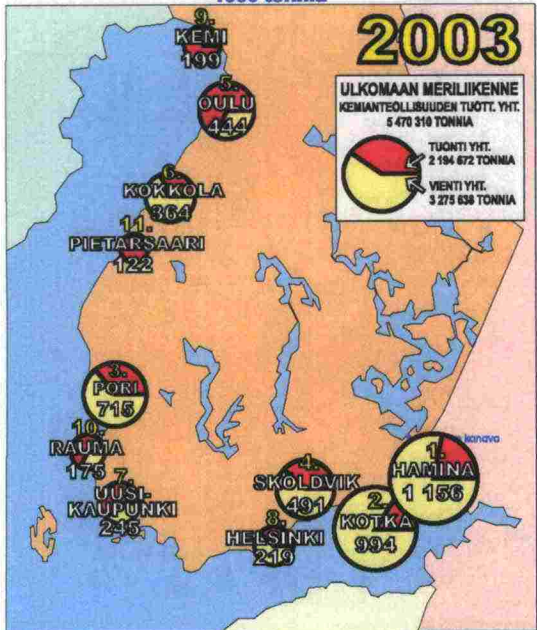 1000 tonnia
2003
ULKOMAAN MERILIIKENNE
KEMIANTEOLLISUUDEN TUOTT. YHT.
5 470 310 TONNIA
TUONTI YHT.
2 194 672 TONNIA
VIENTI YHT.
3 275 638 TONNIA
9.
KEMI
199
5.
OULU
444
6.
KOKKOLA
364
11.
PIETARSAARI
122
3.
PORI
715
10.
RAUMA
175
7.
UUSI-
KAUPUNKI
245
4.
SKÖLDVIK
491
8.
HELSINKI
219
2.
KOTKA
994
1.
HAMINA
1 156
kanava